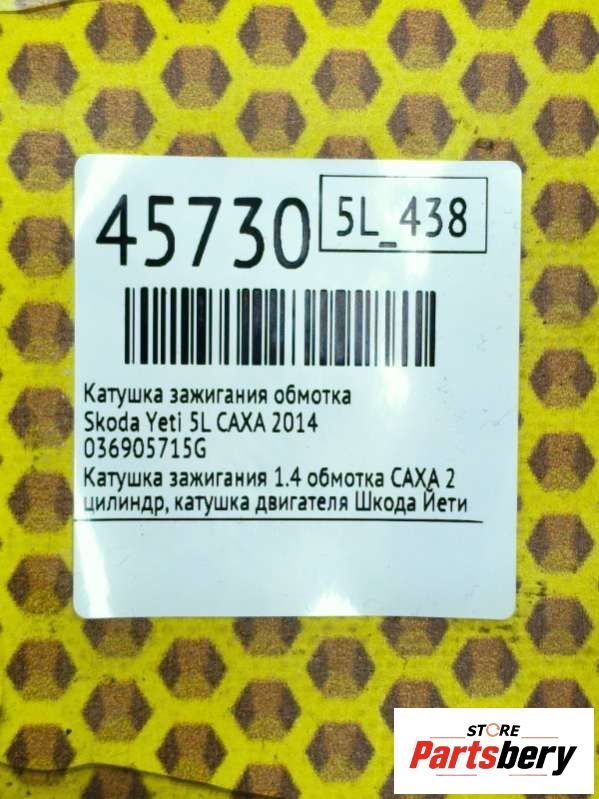 45730
5L_438
Катушка зажигания обмотка
Skoda Yeti 5L CAXA 2014
036905715G
Катушка зажигания 1.4 обмотка CAXA 2
цилиндр, катушка двигателя Шкода Йети
STORE
Partsbery